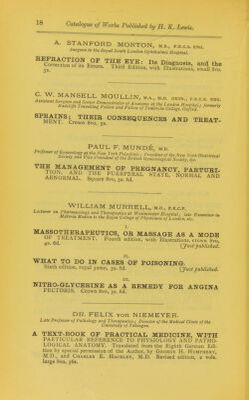 18
Catalogue of Works Published by H. K. Lewis.
A. STANFORD MORTON, M.B., F.R.C.S. ENG.
Surgeon to the Royal South London Ophthalmic Hospital.
REFRACTION OF THE EYE: Its Diagnosis, and the
Correction of its Errors. Third Edition, with Illustrations, small 8vo.
3s.
C. W. MANSELL MOULLIN, M.A., M.D. OXON., F.R.C.S. ENG.
Assistant Surgeon and Senior Demonstrator of Anatomy at the London Hospital; formerly
Radcliffe Travelling Fellow and Fellow of Pembroke College, Oxford.
SPRAINS; THEIR CONSEQUENCES AND TREAT-
MENT. Crown 8vo, 5s.
PAUL F. MUNDÉ, M.D.
Professor of Gynecology at the New York Polyclinic; President of the New York Obstetrical
Society and Vice-President of the British Gynecological Society, &c.
THE MANAGEMENT OF PREGNANCY, PARTURI-
TION, AND THE PUERPERAL STATE, NORMAL AND
ABNORMAL. Square 8vo, 3s. 6d.
WILLIAM MURRELL, M.D., F.R.C.P.
Lecturer on Pharmacology and Therapeutics at Westminster Hospital; late Examiner in
Materia Medica to the Royal College of Physicians of London, etc.
I.
MASSOTHERAPEUTICS, OR MASSAGE AS A MODE
OF TREATMENT. Fourth edition, with Illustrations, crown 8vo,
4s. 6d. [Just published.
II.
WHAT TO DO IN CASES OF POISONING.
Sixth edition, royal 32mo, 3s. 6d. [Just published.
III.
NITRO-GLYCERINE AS A REMEDY FOR ANGINA
PECTORIS. Crown 8vo, 3s. 6d.
DR. FELIX VON NIEMEYER.
Late Professor of Pathology and Therapeutics; Director of the Medical Clinic of the
University of Tübingen.
A TEXT-BOOK OF PRACTICAL MEDICINE, WITH
PARTICULAR REFERENCE TO PHYSIOLOGY AND PATHO-
LOGICAL ANATOMY. Translated from the Eighth German Edi-
tion by special permission of the Author, by GEORGE H. HUMPHERY,
M.D., and CHARLES E. HACKLEY, M.D. Revised edition, 2 vols.
large 8vo, 36s.